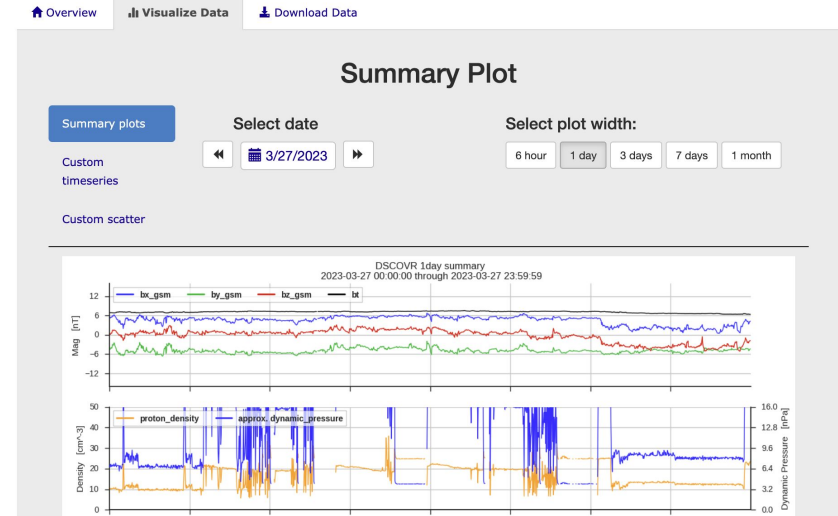 Overview Visualize Data Download Data
Summary Plot
Summary plots
Custom timeseries
Custom scatter
Select date
3/27/2023
Select plot width:
6 hour 1 day 3 days 7 days 1 month
DSCOVR 1day summary
2023-03-27 00:00:00 through 2023-03-27 23:59:59
bx_gsm by_gsm bz_gsm bt
Mag [nT]
12
6
0
−6
−12
proton_density approx. dynamic_pressure
Density [cm^-3]
50
40
30
20
10
0
16.0
12.8
9.6
6.4
3.2
0.0
Dynamic Pressure [nPa]